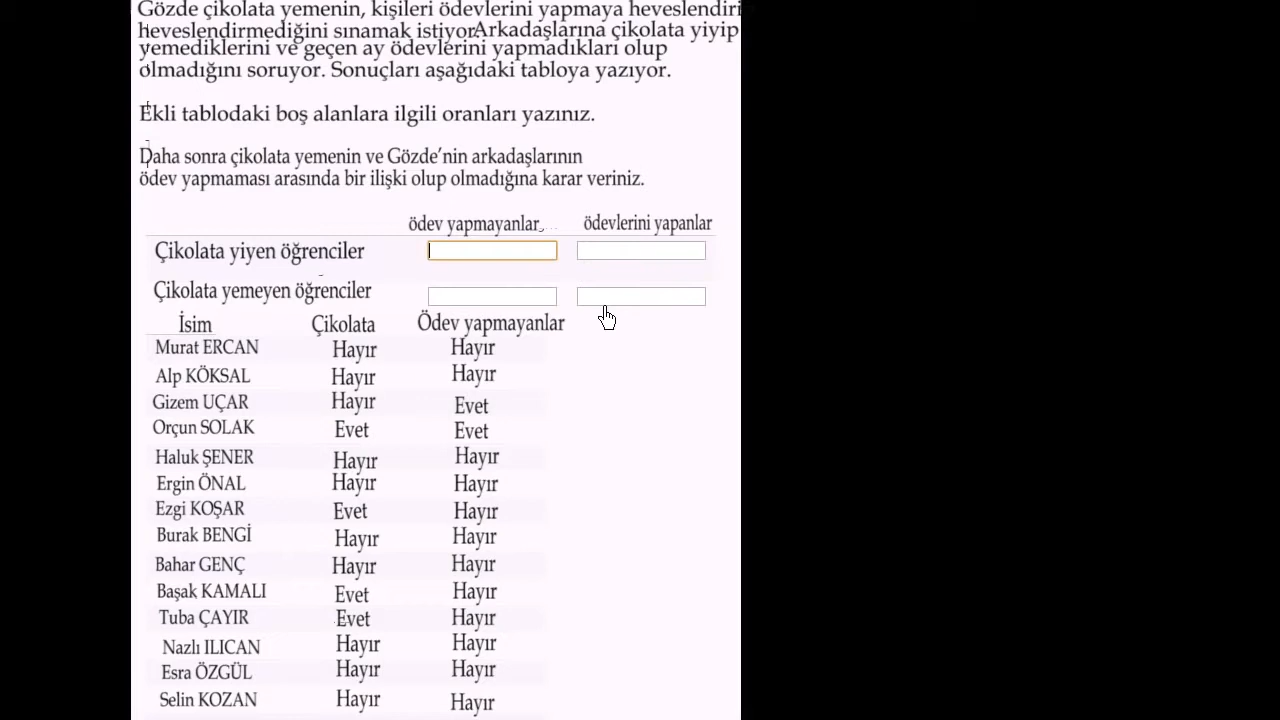 Gözde çikolata yemenin, kişileri ödevlerini yapmaya heveslendiri
heveslendirmediğini sınamak istiyor.Arkadaşlarına çikolata yiyip
yemediklerini ve geçen ay ödevlerini yapmadıkları olup
olmadığını soruyor. Sonuçları aşağıdaki tabloya yazıyor.
Ekli tablodaki boş alanlara ilgili oranları yazınız.
Daha sonra çikolata yemenin ve Gözde’nin arkadaşlarının
ödev yapmaması arasında bir ilişki olup olmadığına karar veriniz.
ödev yapmayanlar ödevlerini yapanlar
Çikolata yiyen öğrenciler
Çikolata yemeyen öğrenciler
İsim Çikolata Ödev yapmayanlar
Murat ERCAN Hayır Hayır
Alp KÖKSAL Hayır Hayır
Gizem UÇAR Hayır Evet
Orçun SOLAK Evet Evet
Haluk ŞENER Hayır Hayır
Ergin ÖNAL Hayır Hayır
Ezgi KOŞAR Evet Hayır
Burak BENGİ Hayır Hayır
Bahar GENÇ Hayır Hayır
Başak KAMALI Evet Hayır
Tuba ÇAYIR Evet Hayır
Nazlı ILICAN Hayır Hayır
Esra ÖZGÜL Hayır Hayır
Selin KOZAN Hayır Hayır